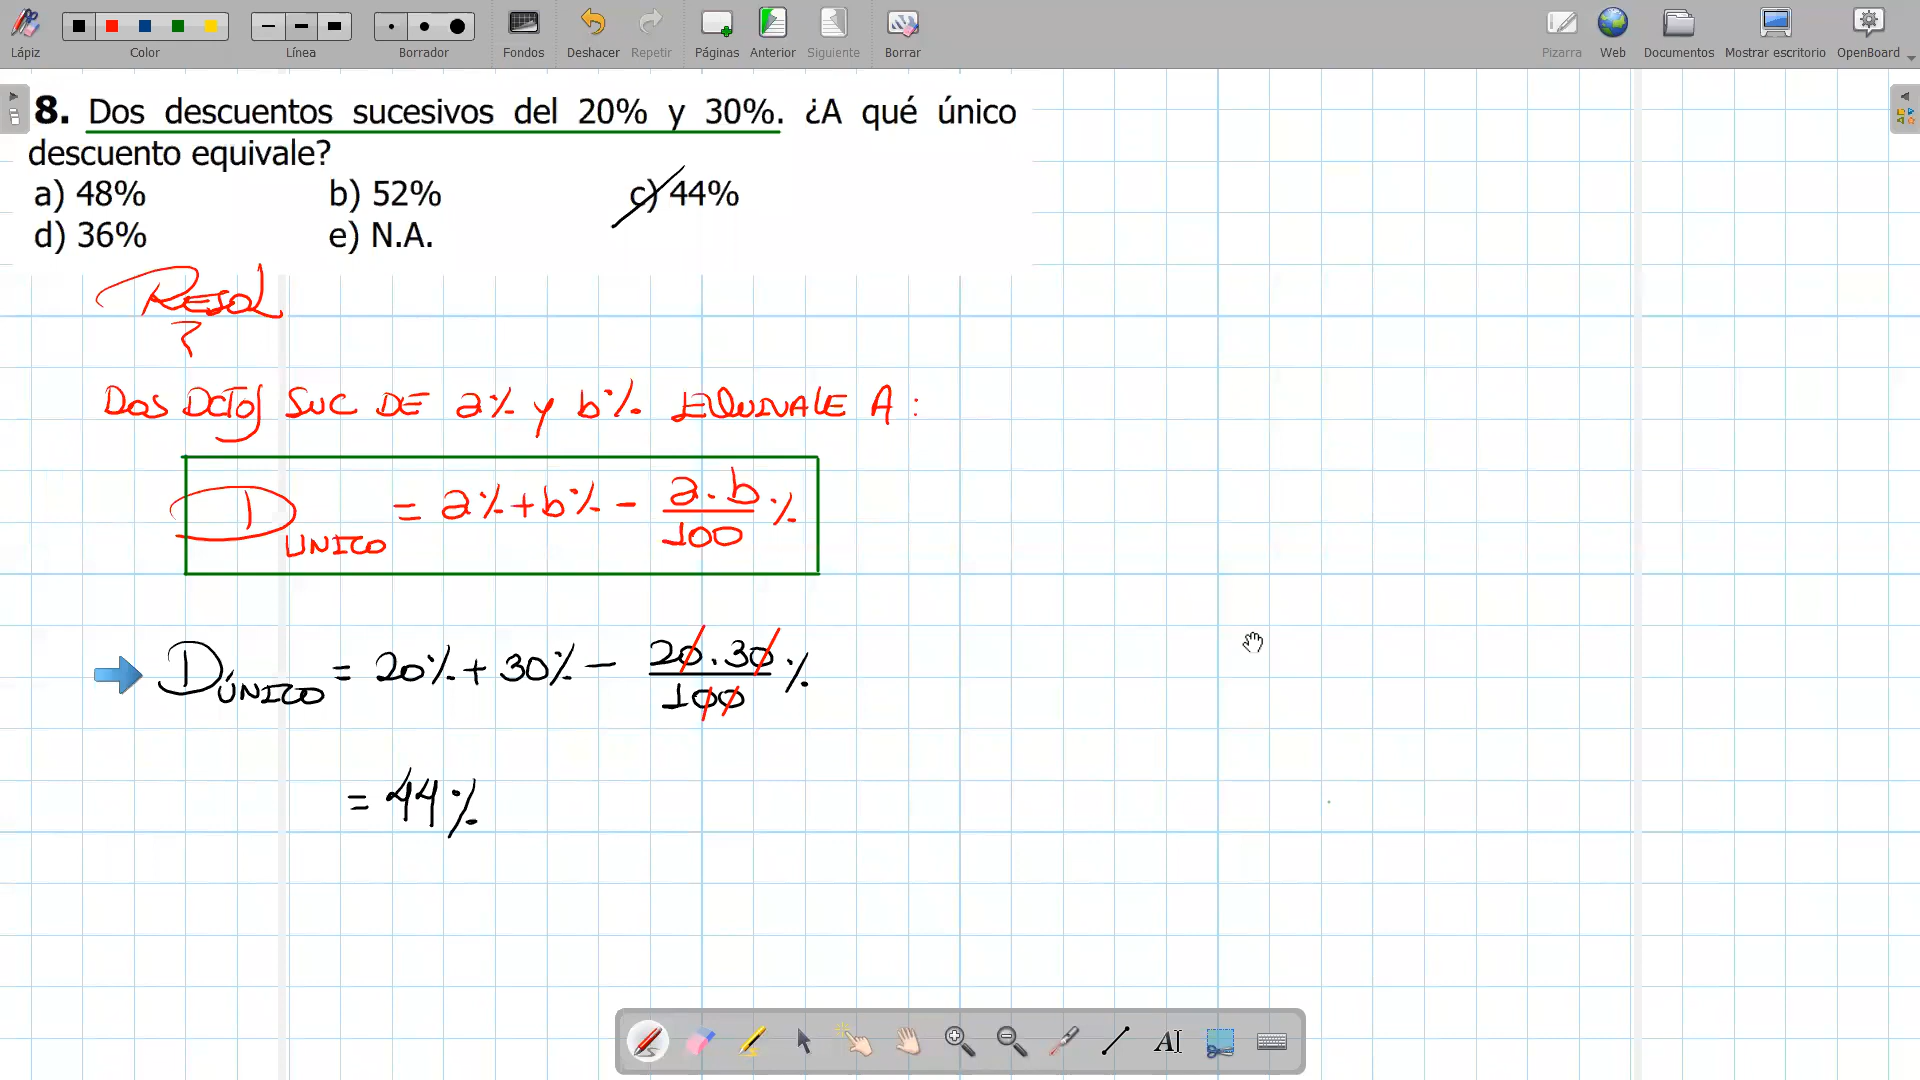 Lápiz Color Línea Borrador Fondos Deshacer Repetir Páginas Anterior Siguiente Borrar Pizarra Web Documentos Mostrar escritorio OpenBoard
8. Dos descuentos sucesivos del 20% y 30%. ¿A qué único
descuento equivale?
a) 48% b) 52% c) 44%
d) 36% e) N.A.
RESOL
DOS DCTOS SUC DE a% y b% EQUIVALE A:
D UNICO = a% + b% - a.b/100 %
D ÚNICO = 20% + 30% - 20.30/100 %
= 44%
AI